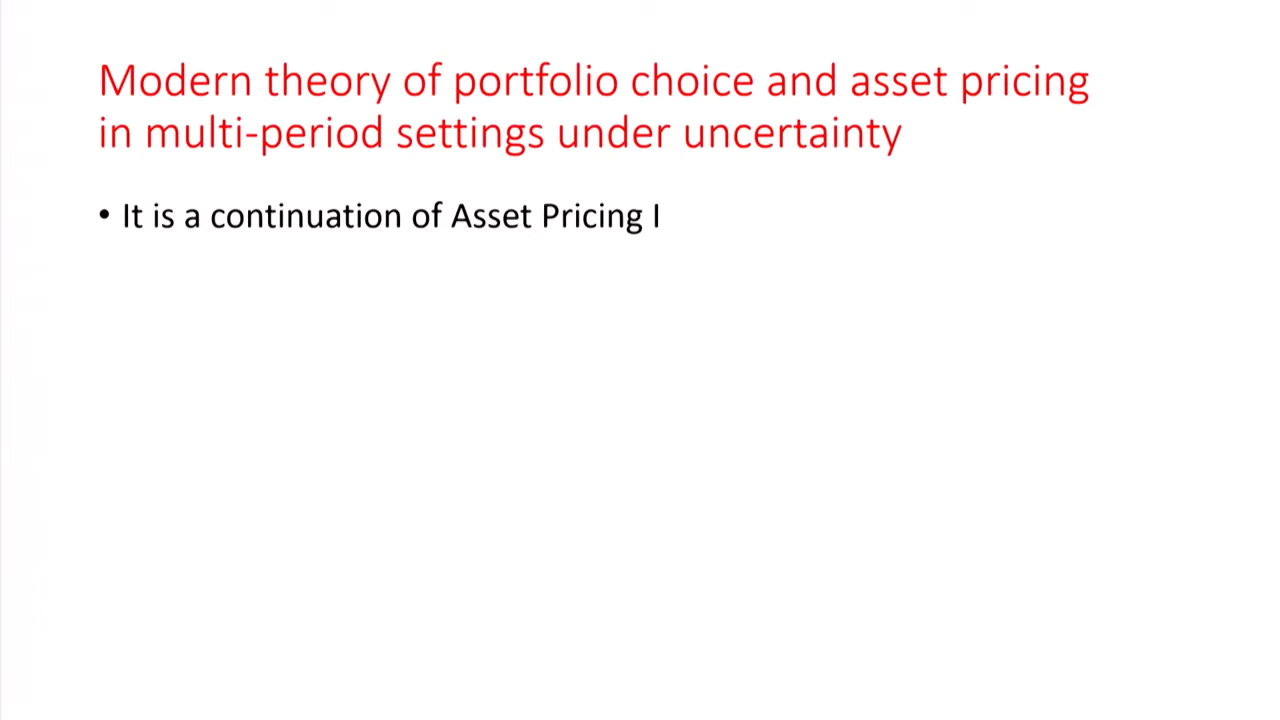 Modern theory of portfolio choice and asset pricing
in multi-period settings under uncertainty
• It is a continuation of Asset Pricing I